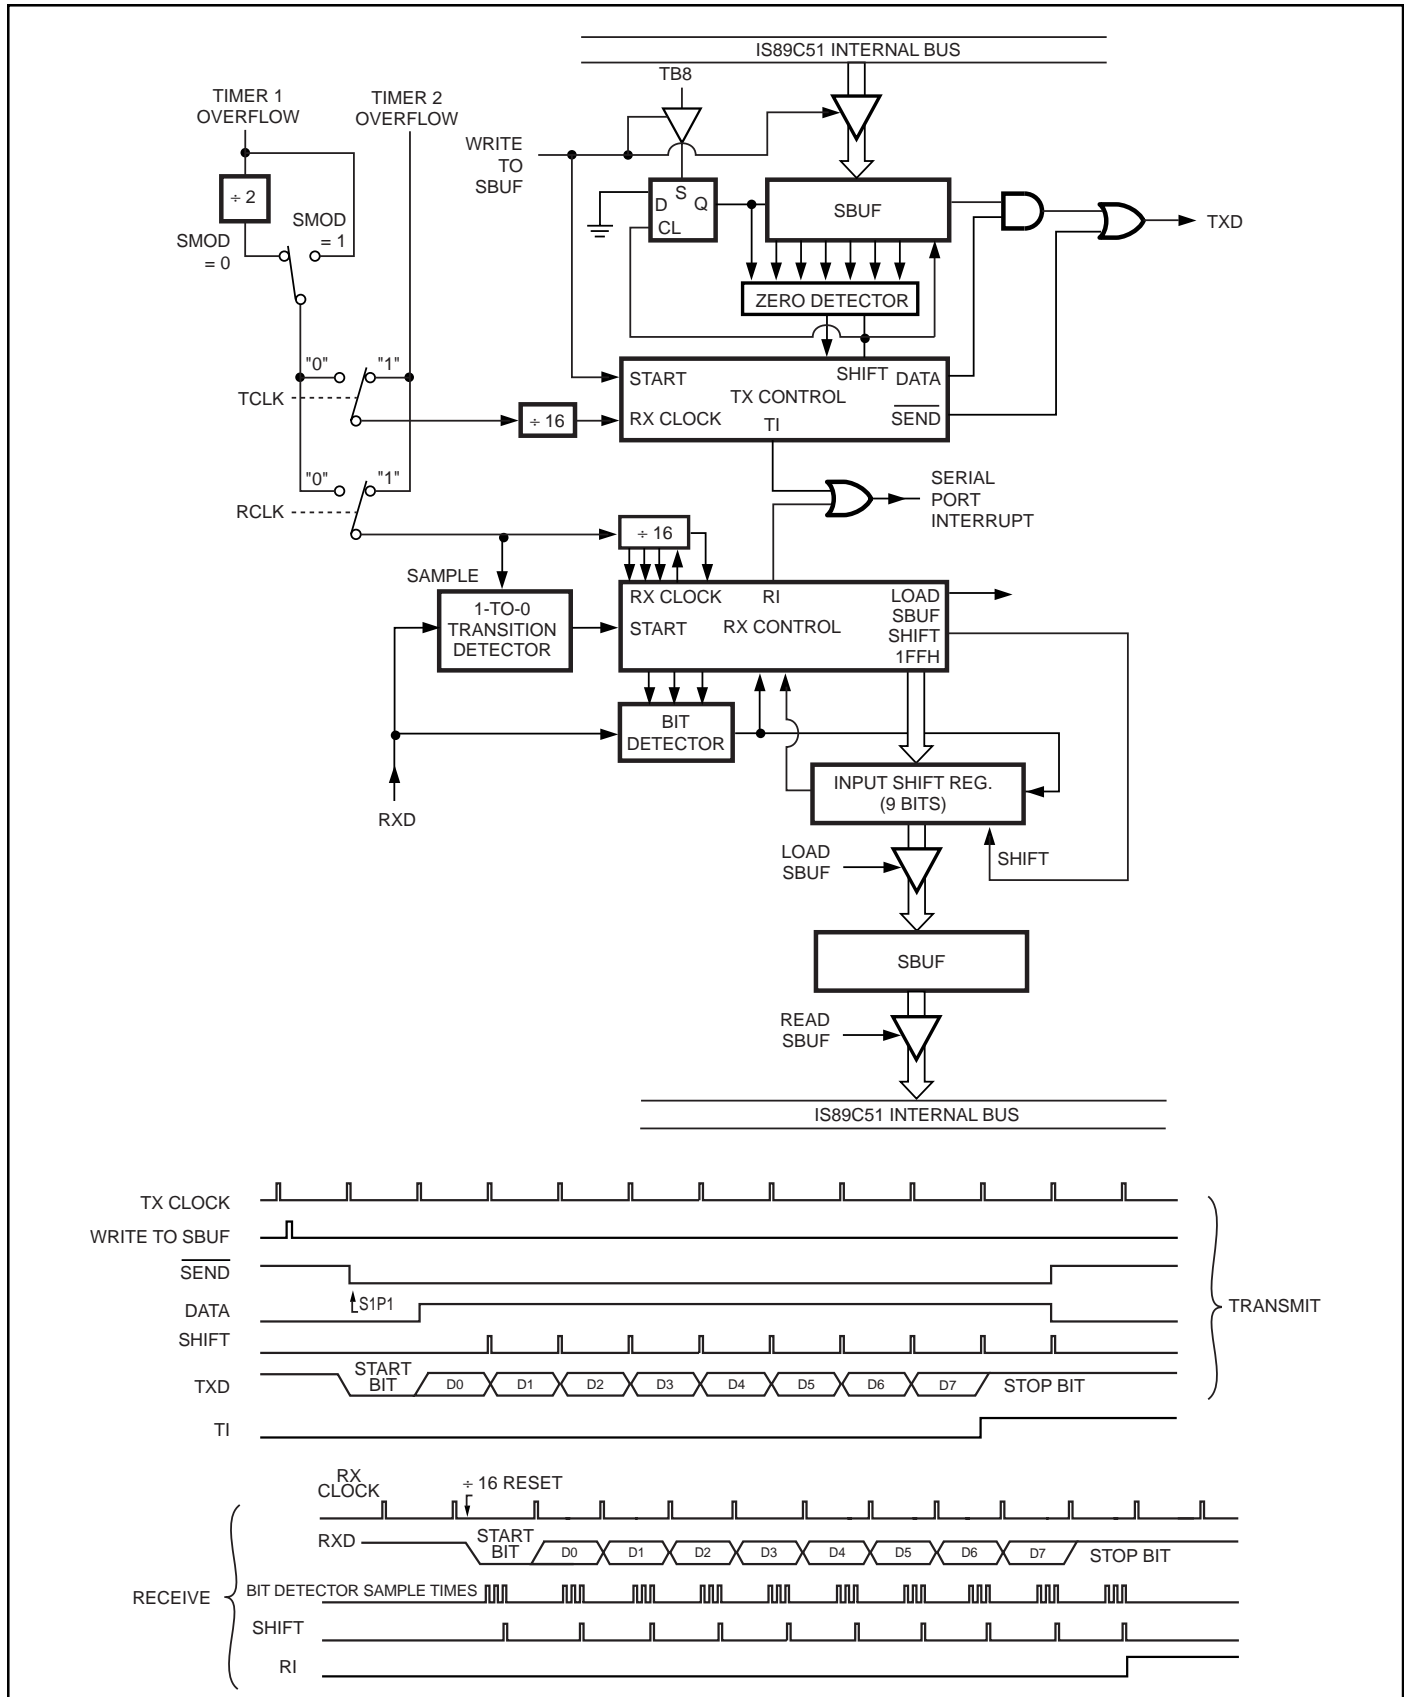 IS89C51 INTERNAL BUS
TB8
TIMER 1
OVERFLOW
TIMER 2
OVERFLOW
WRITE
TO
SBUF
÷ 2
SMOD
= 0
SMOD
= 1
D
S
Q
CL
SBUF
TXD
ZERO DETECTOR
"0"
"1"
TCLK
÷ 16
START
SHIFT
DATA
TX CONTROL
RX CLOCK
TI
SEND
"0"
"1"
RCLK
SERIAL
PORT
INTERRUPT
÷ 16
SAMPLE
1-TO-0
TRANSITION
DETECTOR
RX CLOCK
RI
LOAD
SBUF
START
RX CONTROL
SHIFT
1FFH
BIT
DETECTOR
RXD
INPUT SHIFT REG.
(9 BITS)
LOAD
SBUF
SHIFT
SBUF
READ
SBUF
IS89C51 INTERNAL BUS
TX CLOCK
WRITE TO SBUF
SEND
S1P1
DATA
TRANSMIT
SHIFT
TXD
START
BIT
D0
D1
D2
D3
D4
D5
D6
D7
STOP BIT
TI
RX
CLOCK
÷ 16 RESET
RXD
START
BIT
D0
D1
D2
D3
D4
D5
D6
D7
STOP BIT
RECEIVE
BIT DETECTOR SAMPLE TIMES
SHIFT
RI